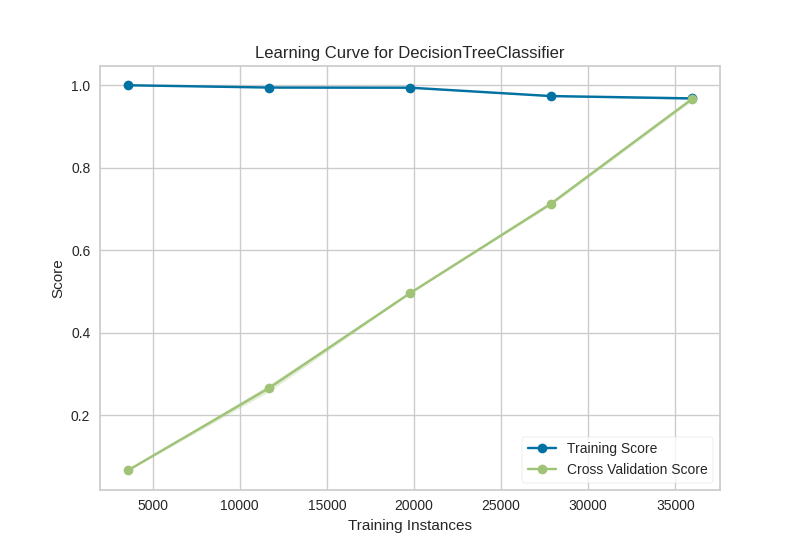 Learning Curve for DecisionTreeClassifier
1.0
0.8
0.6
0.4
0.2
Score
Training Score
Cross Validation Score
5000 10000 15000 20000 25000 30000 35000
Training Instances